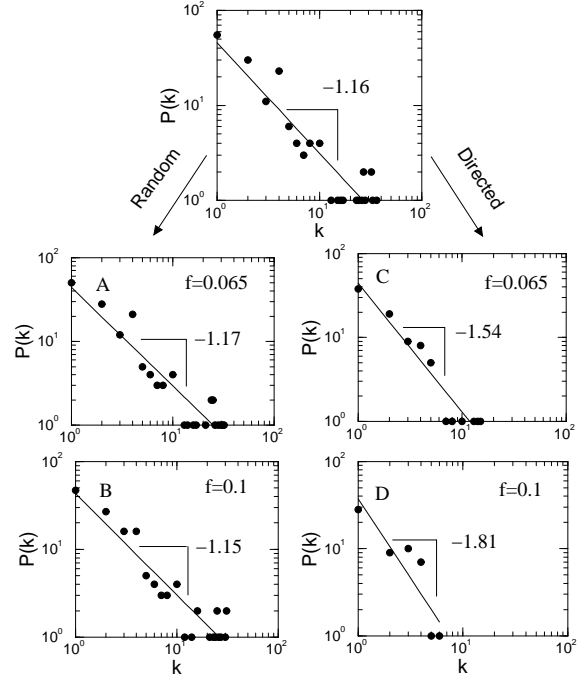 10²
10¹
10⁰
P(k)
−1.16
10⁰ 10¹ 10²
k
Random
Directed
10²
10¹
10⁰
P(k)
A
f=0.065
−1.17
10⁰ 10¹ 10²
10²
10¹
10⁰
P(k)
C
f=0.065
−1.54
10⁰ 10¹ 10²
10²
10¹
10⁰
P(k)
B
f=0.1
−1.15
10⁰ 10¹ 10²
k
10²
10¹
10⁰
P(k)
D
f=0.1
−1.81
10⁰ 10¹ 10²
k